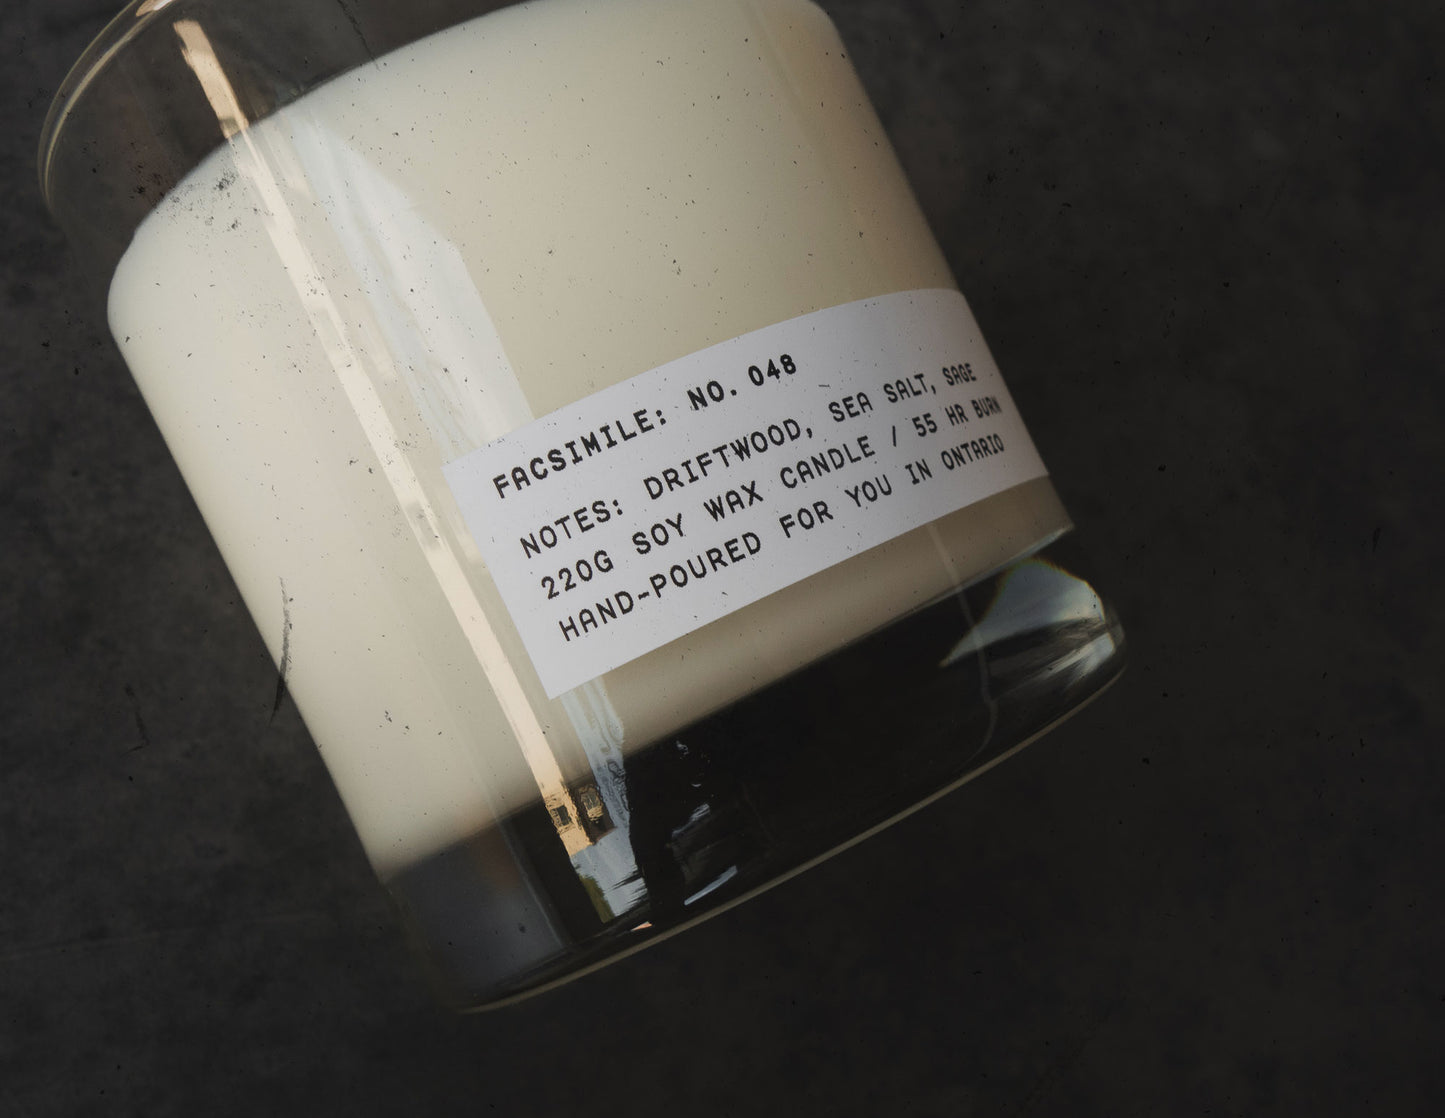 FACSIMILE: NO. 048
NOTES: DRIFTWOOD, SEA SALT, SAGE
220G SOY WAX CANDLE / 55 HR BURN
HAND-POURED FOR YOU IN ONTARIO